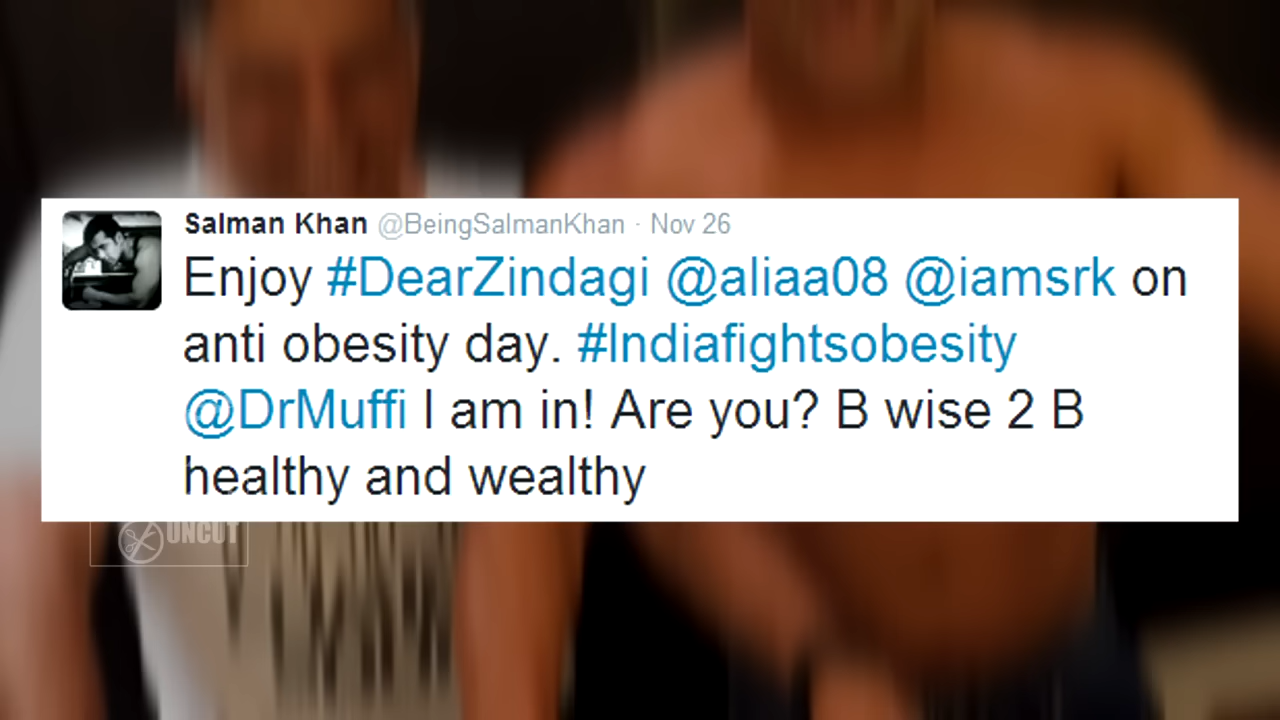 Salman Khan @BeingSalmanKhan · Nov 26
Enjoy #DearZindagi @aliaa08 @iamsrk on
anti obesity day. #Indiafightsobesity
@DrMuffi I am in! Are you? B wise 2 B
healthy and wealthy
UNCUT